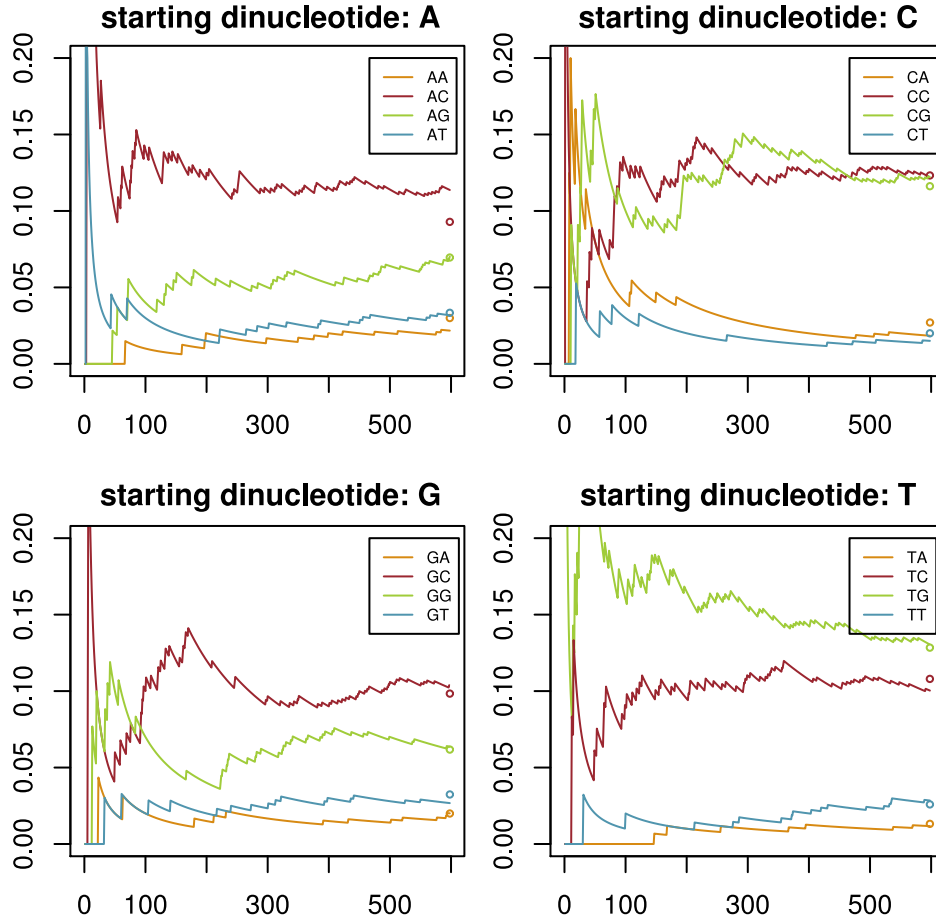 starting dinucleotide: A
0.20
0.15
0.10
0.05
0.00
AA
AC
AG
AT
0
100
300
500
starting dinucleotide: C
0.20
0.15
0.10
0.05
0.00
CA
CC
CG
CT
0
100
300
500
starting dinucleotide: G
0.20
0.15
0.10
0.05
0.00
GA
GC
GG
GT
0
100
300
500
starting dinucleotide: T
0.20
0.15
0.10
0.05
0.00
TA
TC
TG
TT
0
100
300
500